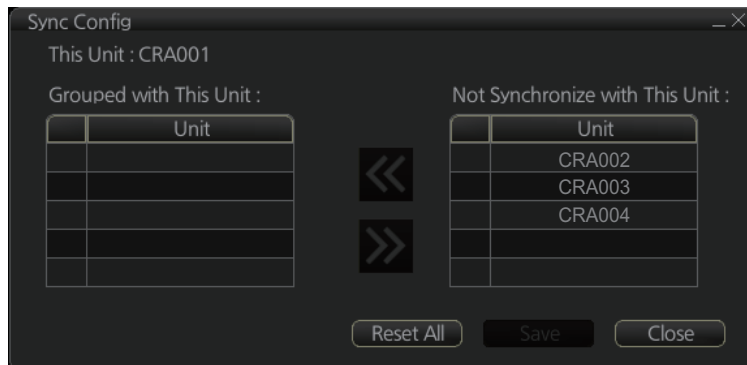 Sync Config
This Unit : CRA001
Grouped with This Unit :
Not Synchronize with This Unit :
Unit
Unit
CRA002
CRA003
CRA004
Reset All
Save
Close